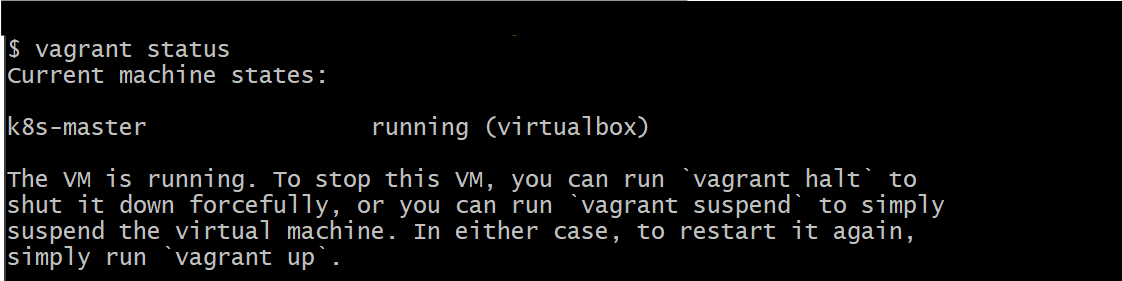 $ vagrant status
Current machine states:
k8s-master                running (virtualbox)
The VM is running. To stop this VM, you can run `vagrant halt` to
shut it down forcefully, or you can run `vagrant suspend` to simply
suspend the virtual machine. In either case, to restart it again,
simply run `vagrant up`.